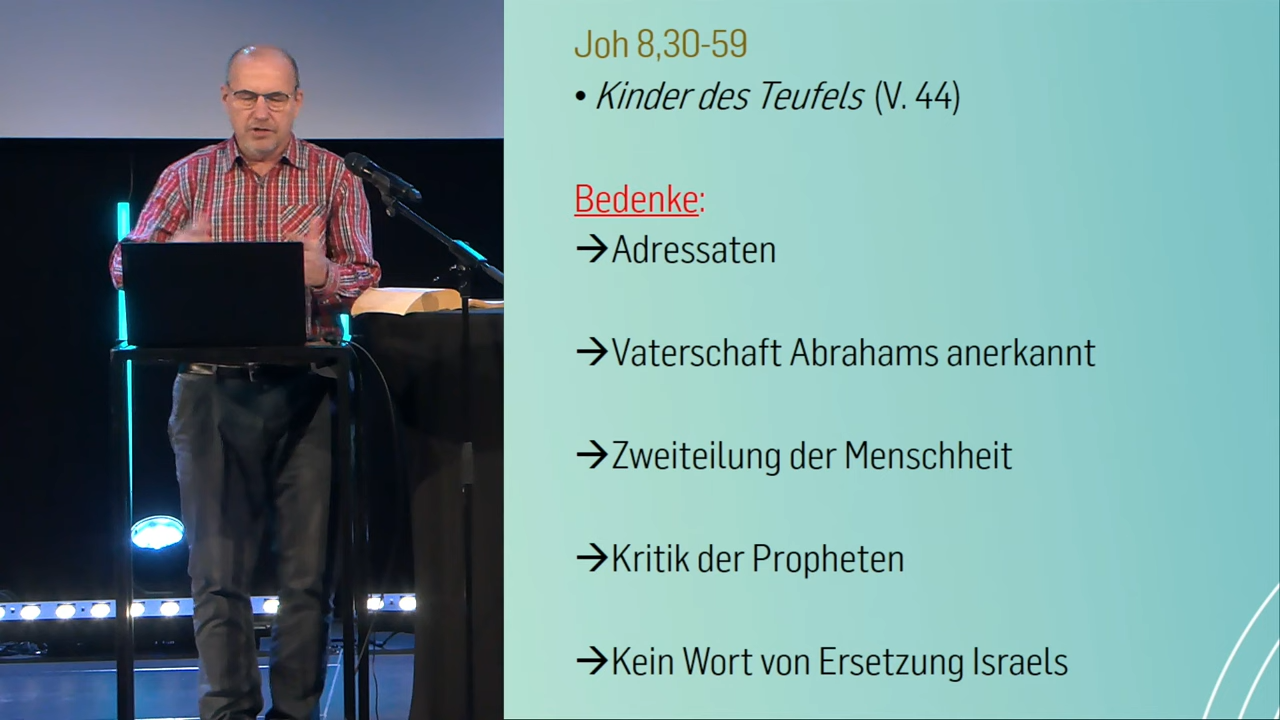 Joh 8,30-59
• Kinder des Teufels (V. 44)
Bedenke:
→Adressaten
→Vaterschaft Abrahams anerkannt
→Zweiteilung der Menschheit
→Kritik der Propheten
→Kein Wort von Ersetzung Israels